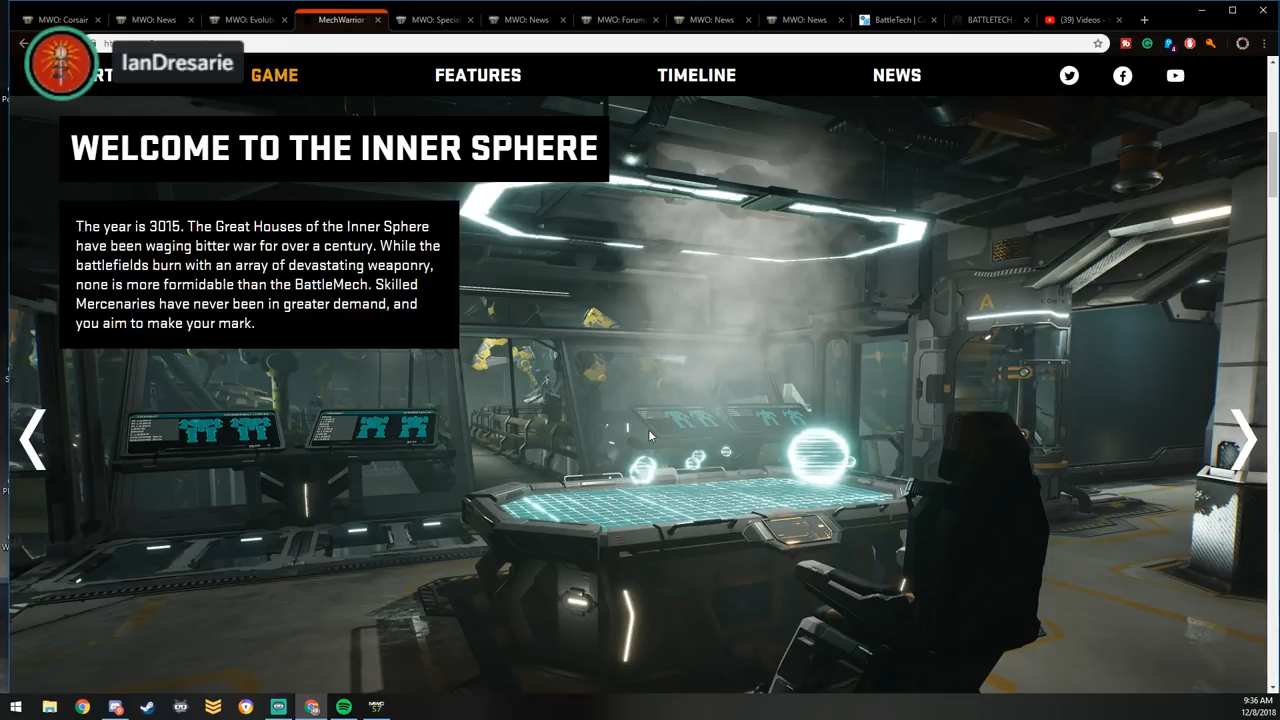 MWO: Corsair
MWO: News
MWO: Evoluti
MechWarrior
MWO: Speci
MWO: News
MWO: Forum
MWO: News
MWO: News
BattleTech | C
BATTLETECH
(39) Videos -
IanDresarie
GAME
FEATURES
TIMELINE
NEWS
WELCOME TO THE INNER SPHERE
The year is 3015. The Great Houses of the Inner Sphere
have been waging bitter war for over a century. While the
battlefields burn with an array of devastating weaponry,
none is more formidable than the BattleMech. Skilled
Mercenaries have never been in greater demand, and
you aim to make your mark.
A
9:36 AM
12/8/2018